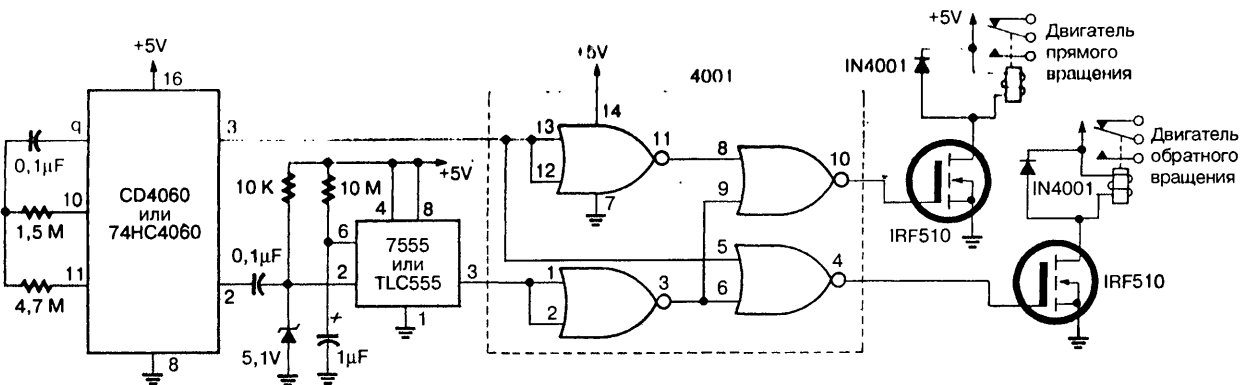 +5V
16
q
3
0,1µF
10
CD4060
или
74HC4060
1,5 M
11
4,7 M
2
8
0,1µF
10 K
10 M
+5V
4
8
6
7555
или
TLC555
2
3
1
5,1V
+
1µF
+5V
4001
14
13
12
11
7
8
9
10
1
2
3
5
6
4
+5V
IN4001
Двигатель
прямого
вращения
IRF510
IN4001
Двигатель
обратного
вращения
IRF510